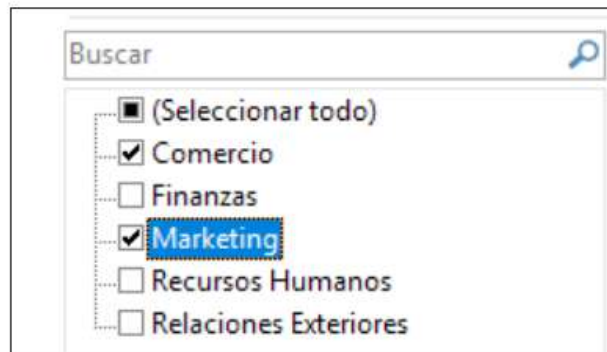 Buscar
(Seleccionar todo)
Comercio
Finanzas
Marketing
Recursos Humanos
Relaciones Exteriores